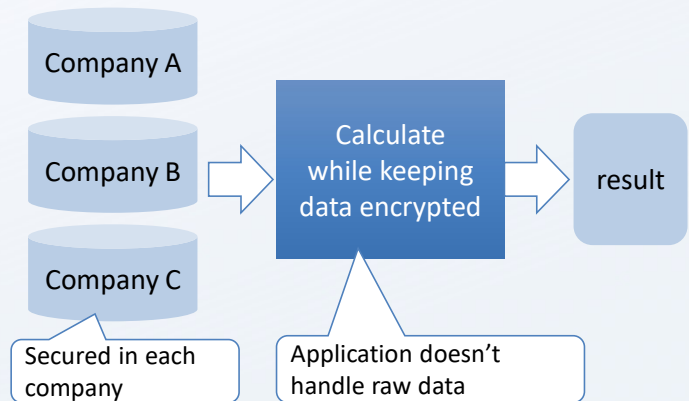 Company A
Company B
Company C
Secured in each
company
Calculate
while keeping
data encrypted
Application doesn’t
handle raw data
result